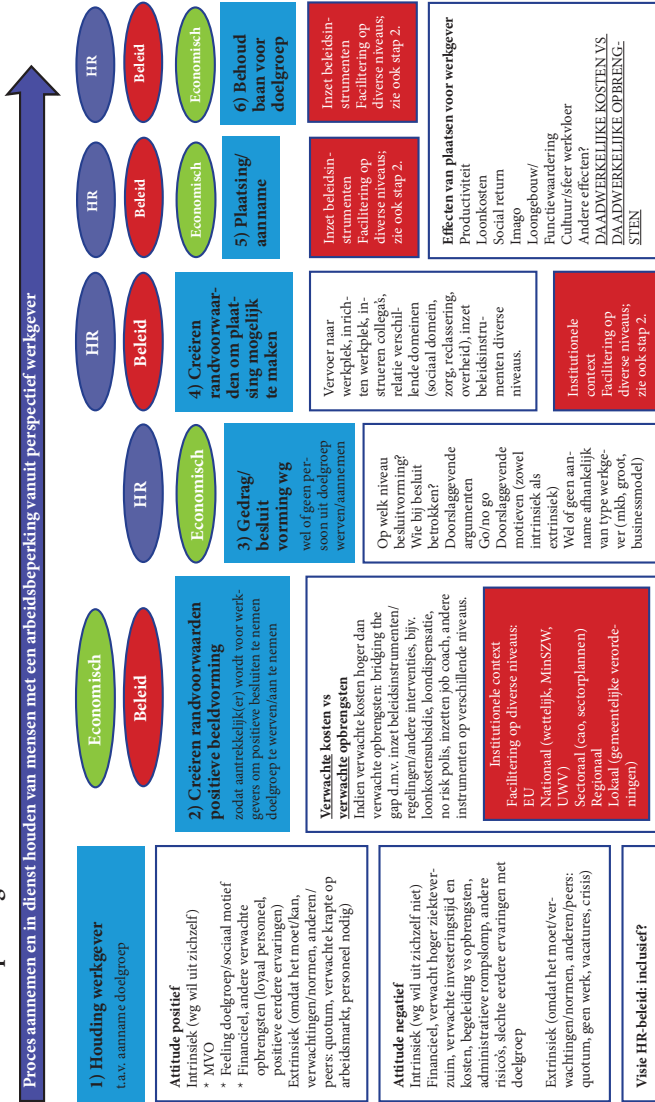 Proces aannemen en in dienst houden van mensen met een arbeidsbeperking vanuit perspectief werkgever
1) Houding werkgever
t.a.v. aanname doelgroep
Attitude positief
Intrinsiek (wg wil uit zichzelf)
* MVO
* Feeling doelgroep/sociaal motief
* Financieel, andere verwachte
opbrengsten (loyaal personeel,
positieve eerdere ervaringen)
Extrinsiek (omdat het moet/kan,
verwachtingen/normen, anderen/
peers: quotum, verwachte krapte op
arbeidsmarkt, personeel nodig)
Attitude negatief
Intrinsiek (wg wil uit zichzelf niet)
Financieel, verwacht hoger ziektever-
zuim, verwachte investeringstijd en
kosten, begeleiding vs opbrengsten,
administratieve rompslomp, andere
risico's, slechte eerdere ervaringen met
doelgroep
Extrinsiek (omdat het moet/ver-
wachtingen/normen, anderen/peers:
quotum, geen werk, vacatures, crisis)
Visie HR-beleid: inclusief?
Economisch
Beleid
2) Creëren randvoorwaarden
positieve beeldvorming
zodat aantrekkelijk(er) wordt voor werk-
gevers om positieve besluiten te nemen
doelgroep te werven/aan te nemen
Verwachte kosten vs
verwachte opbrengsten
Indien verwachte kosten hoger dan
verwachte opbrengsten: bridging the
gap d.m.v. inzet beleidsinstrumenten/
regelingen/andere interventies, bijv.
loonkostensubsidie, loondispensatie,
no risk polis, inzetten job coach, andere
instrumenten op verschillende niveaus.
Institutionele context
Facilitering op diverse niveaus:
EU
Nationaal (wettelijk, MinSZW,
UWV)
Sectoraal (cao, sectorplannen)
Regionaal
Lokaal (gemeentelijke verorde-
ningen)
HR
Economisch
3) Gedrag/
besluit
vorming wg
wel of geen per-
soon uit doelgroep
werven/aannemen
Op welk niveau
besluitvorming?
Wie bij besluit
betrokken?
Doorslaggevende
argumenten
Go/no go
Doorslaggevende
motieven (zowel
intrinsiek als
extrinsiek)
Wel of geen aan-
name afhankelijk
van type werkge-
ver (mkb, groot,
businessmodel)
HR
Beleid
4) Creëren
randvoorwaar-
den om plaat-
sing mogelijk
te maken
Vervoer naar
werkplek, inrich-
ten werkplek, in-
strueren collega's,
relatie verschil-
lende domeinen
(sociaal domein,
zorg, reclassering,
overheid), inzet
beleidsinstru-
menten diverse
niveaus.
Institutionele
context
Facilitering op
diverse niveaus;
zie ook stap 2.
HR
Beleid
Economisch
5) Plaatsing/
aanname
Inzet beleidsin-
strumenten
Facilitering op
diverse niveaus;
zie ook stap 2.
HR
Beleid
Economisch
6) Behoud
baan voor
doelgroep
Inzet beleidsin-
strumenten
Facilitering op
diverse niveaus;
zie ook stap 2.
Effecten van plaatsen voor werkgever
Productiviteit
Loonkosten
Social return
Imago
Loongebouw/
Functiewaardering
Cultuur/sfeer werkvloer
Andere effecten?
DAADWERKELIJKE KOSTEN VS
DAADWERKELIJKE OPBRENG-
STEN